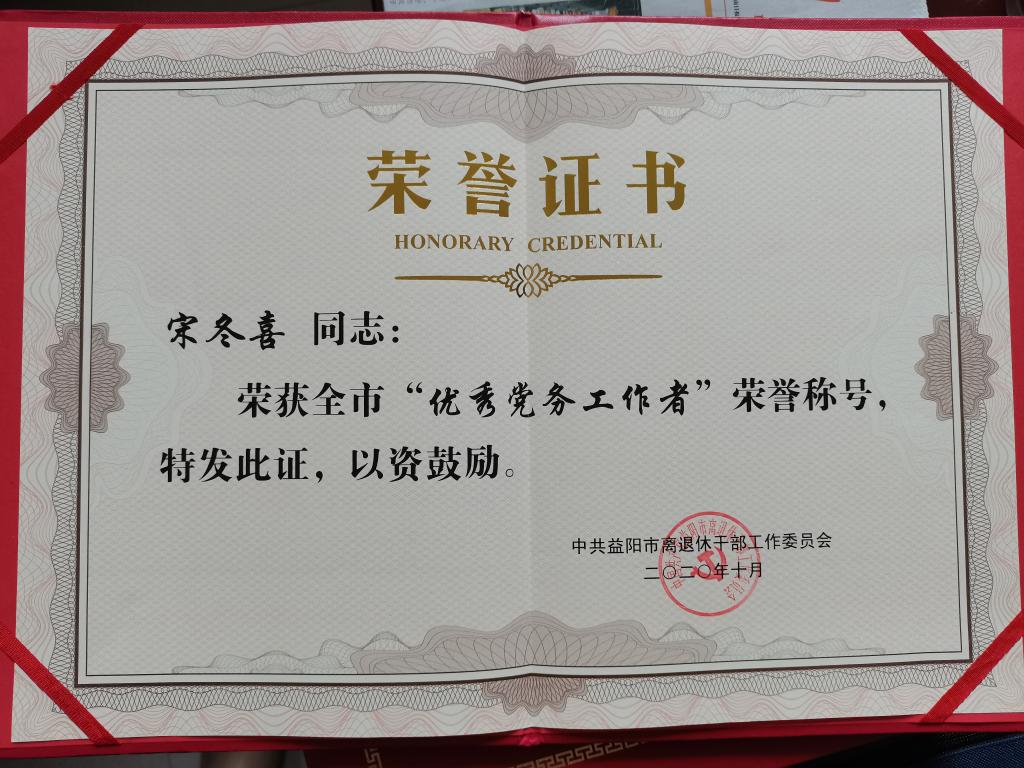 荣誉证书
HONORARY CREDENTIAL
宋冬喜 同志：
荣获全市“优秀党务工作者”荣誉称号，
特发此证，以资鼓励。
中共益阳市离退休干部工作委员会
二〇二〇年十月